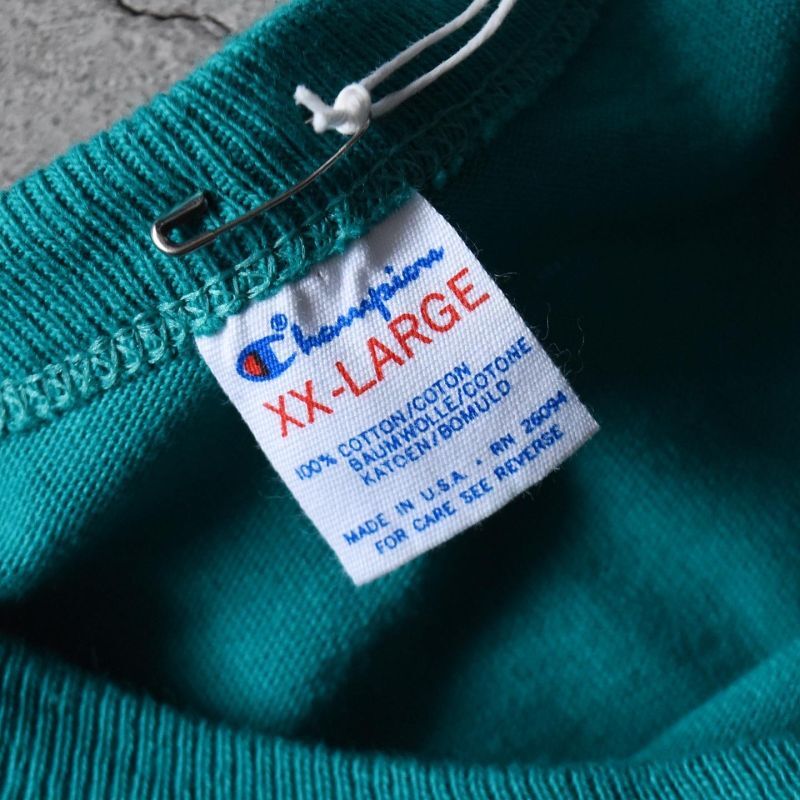 Champion®
XX-LARGE
100% COTTON/COTON
BAUMWOLLE/COTONE
KATOEN/BOMULD
MADE IN U.S.A. • RN 26094
FOR CARE SEE REVERSE